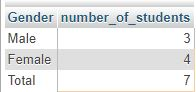 Gender number_of_students
Male 3
Female 4
Total 7